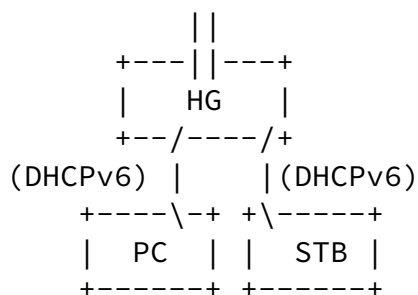 ||
+---||---+
| HG |
+--/----/+
(DHCPv6) | |(DHCPv6)
+----\-+ +\-----+
| PC | | STB |
+------+ +------+